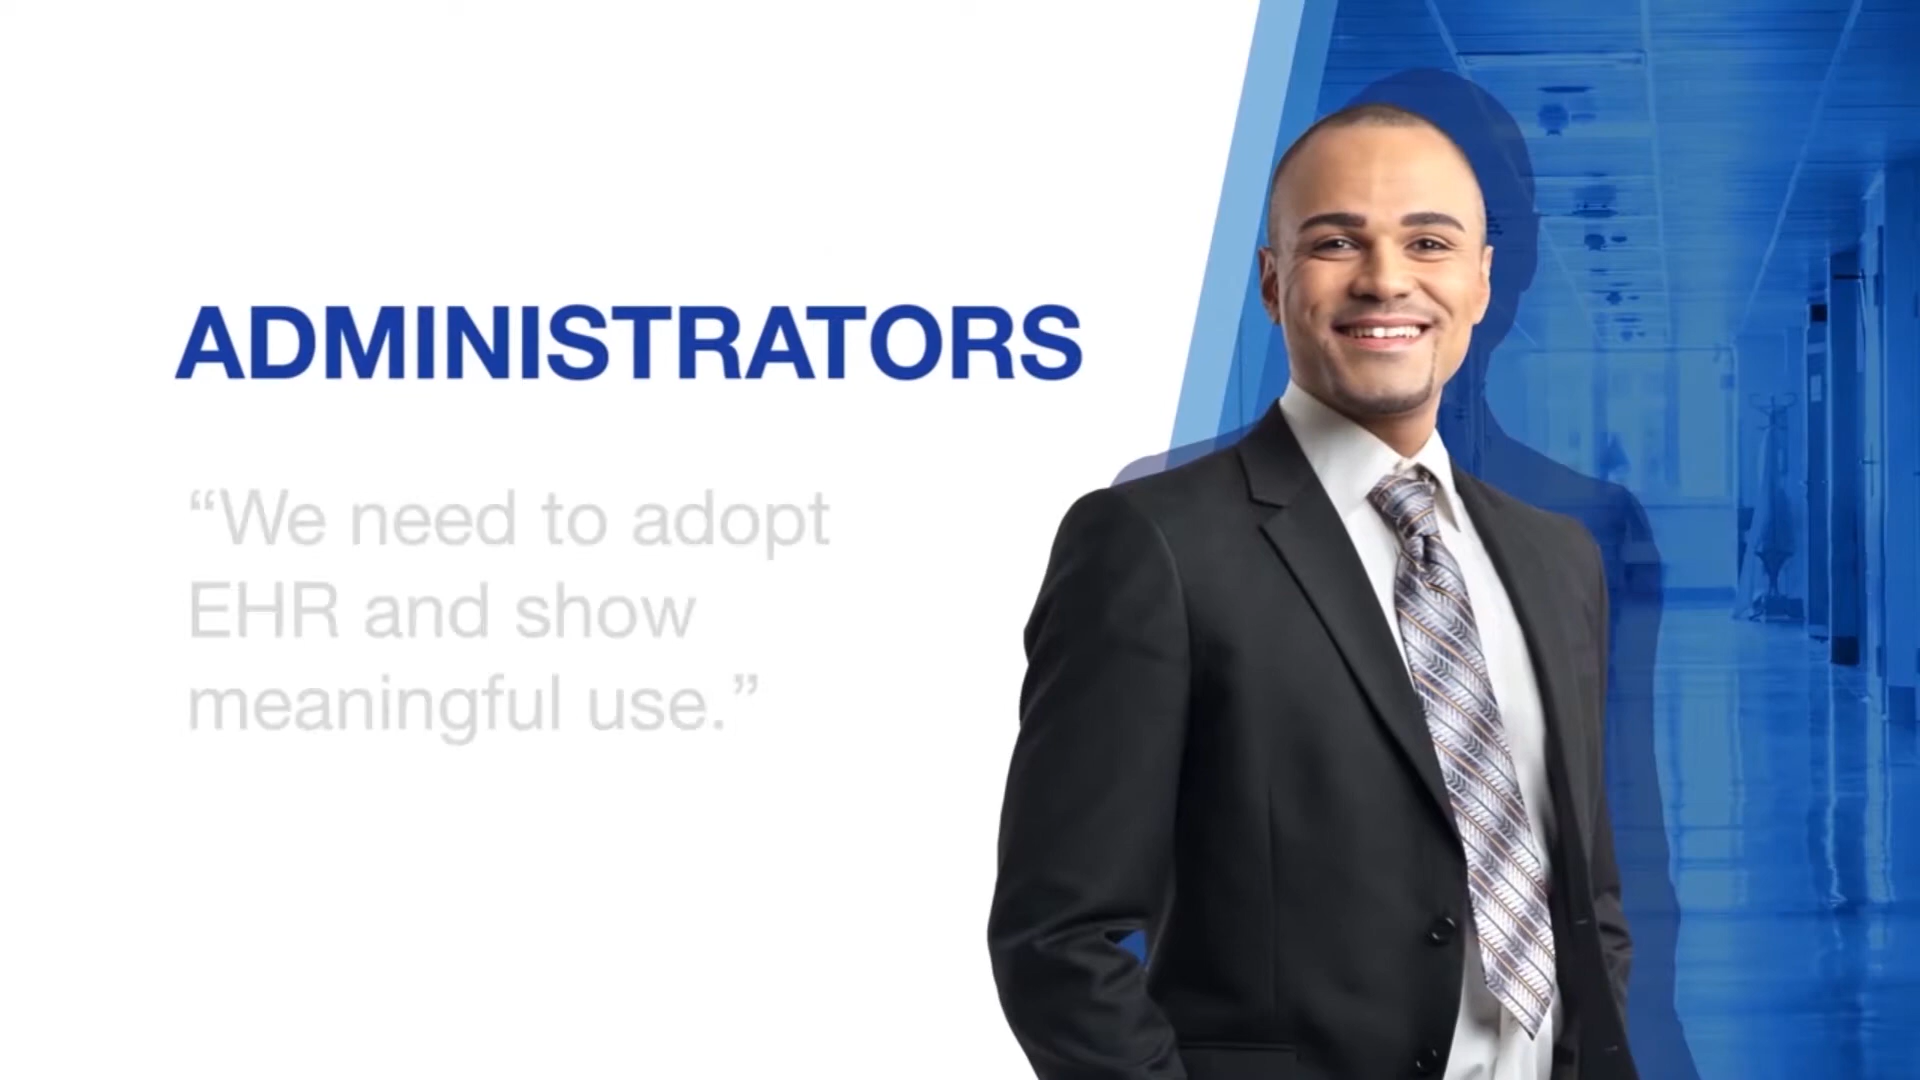 ADMINISTRATORS
“We need to adopt
EHR and show
meaningful use.”